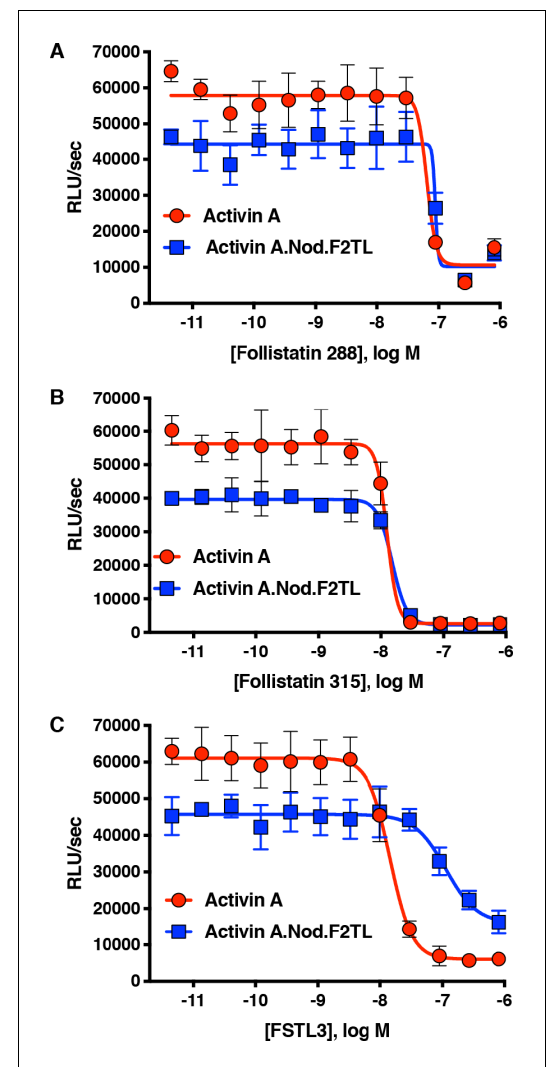 A
70000
60000
50000
40000
30000
20000
10000
0
RLU/sec
Activin A
Activin A.Nod.F2TL
-11 -10 -9 -8 -7 -6
[Follistatin 288], log M
B
70000
60000
50000
40000
30000
20000
10000
0
RLU/sec
Activin A
Activin A.Nod.F2TL
-11 -10 -9 -8 -7 -6
[Follistatin 315], log M
C
70000
60000
50000
40000
30000
20000
10000
0
RLU/sec
Activin A
Activin A.Nod.F2TL
-11 -10 -9 -8 -7 -6
[FSTL3], log M